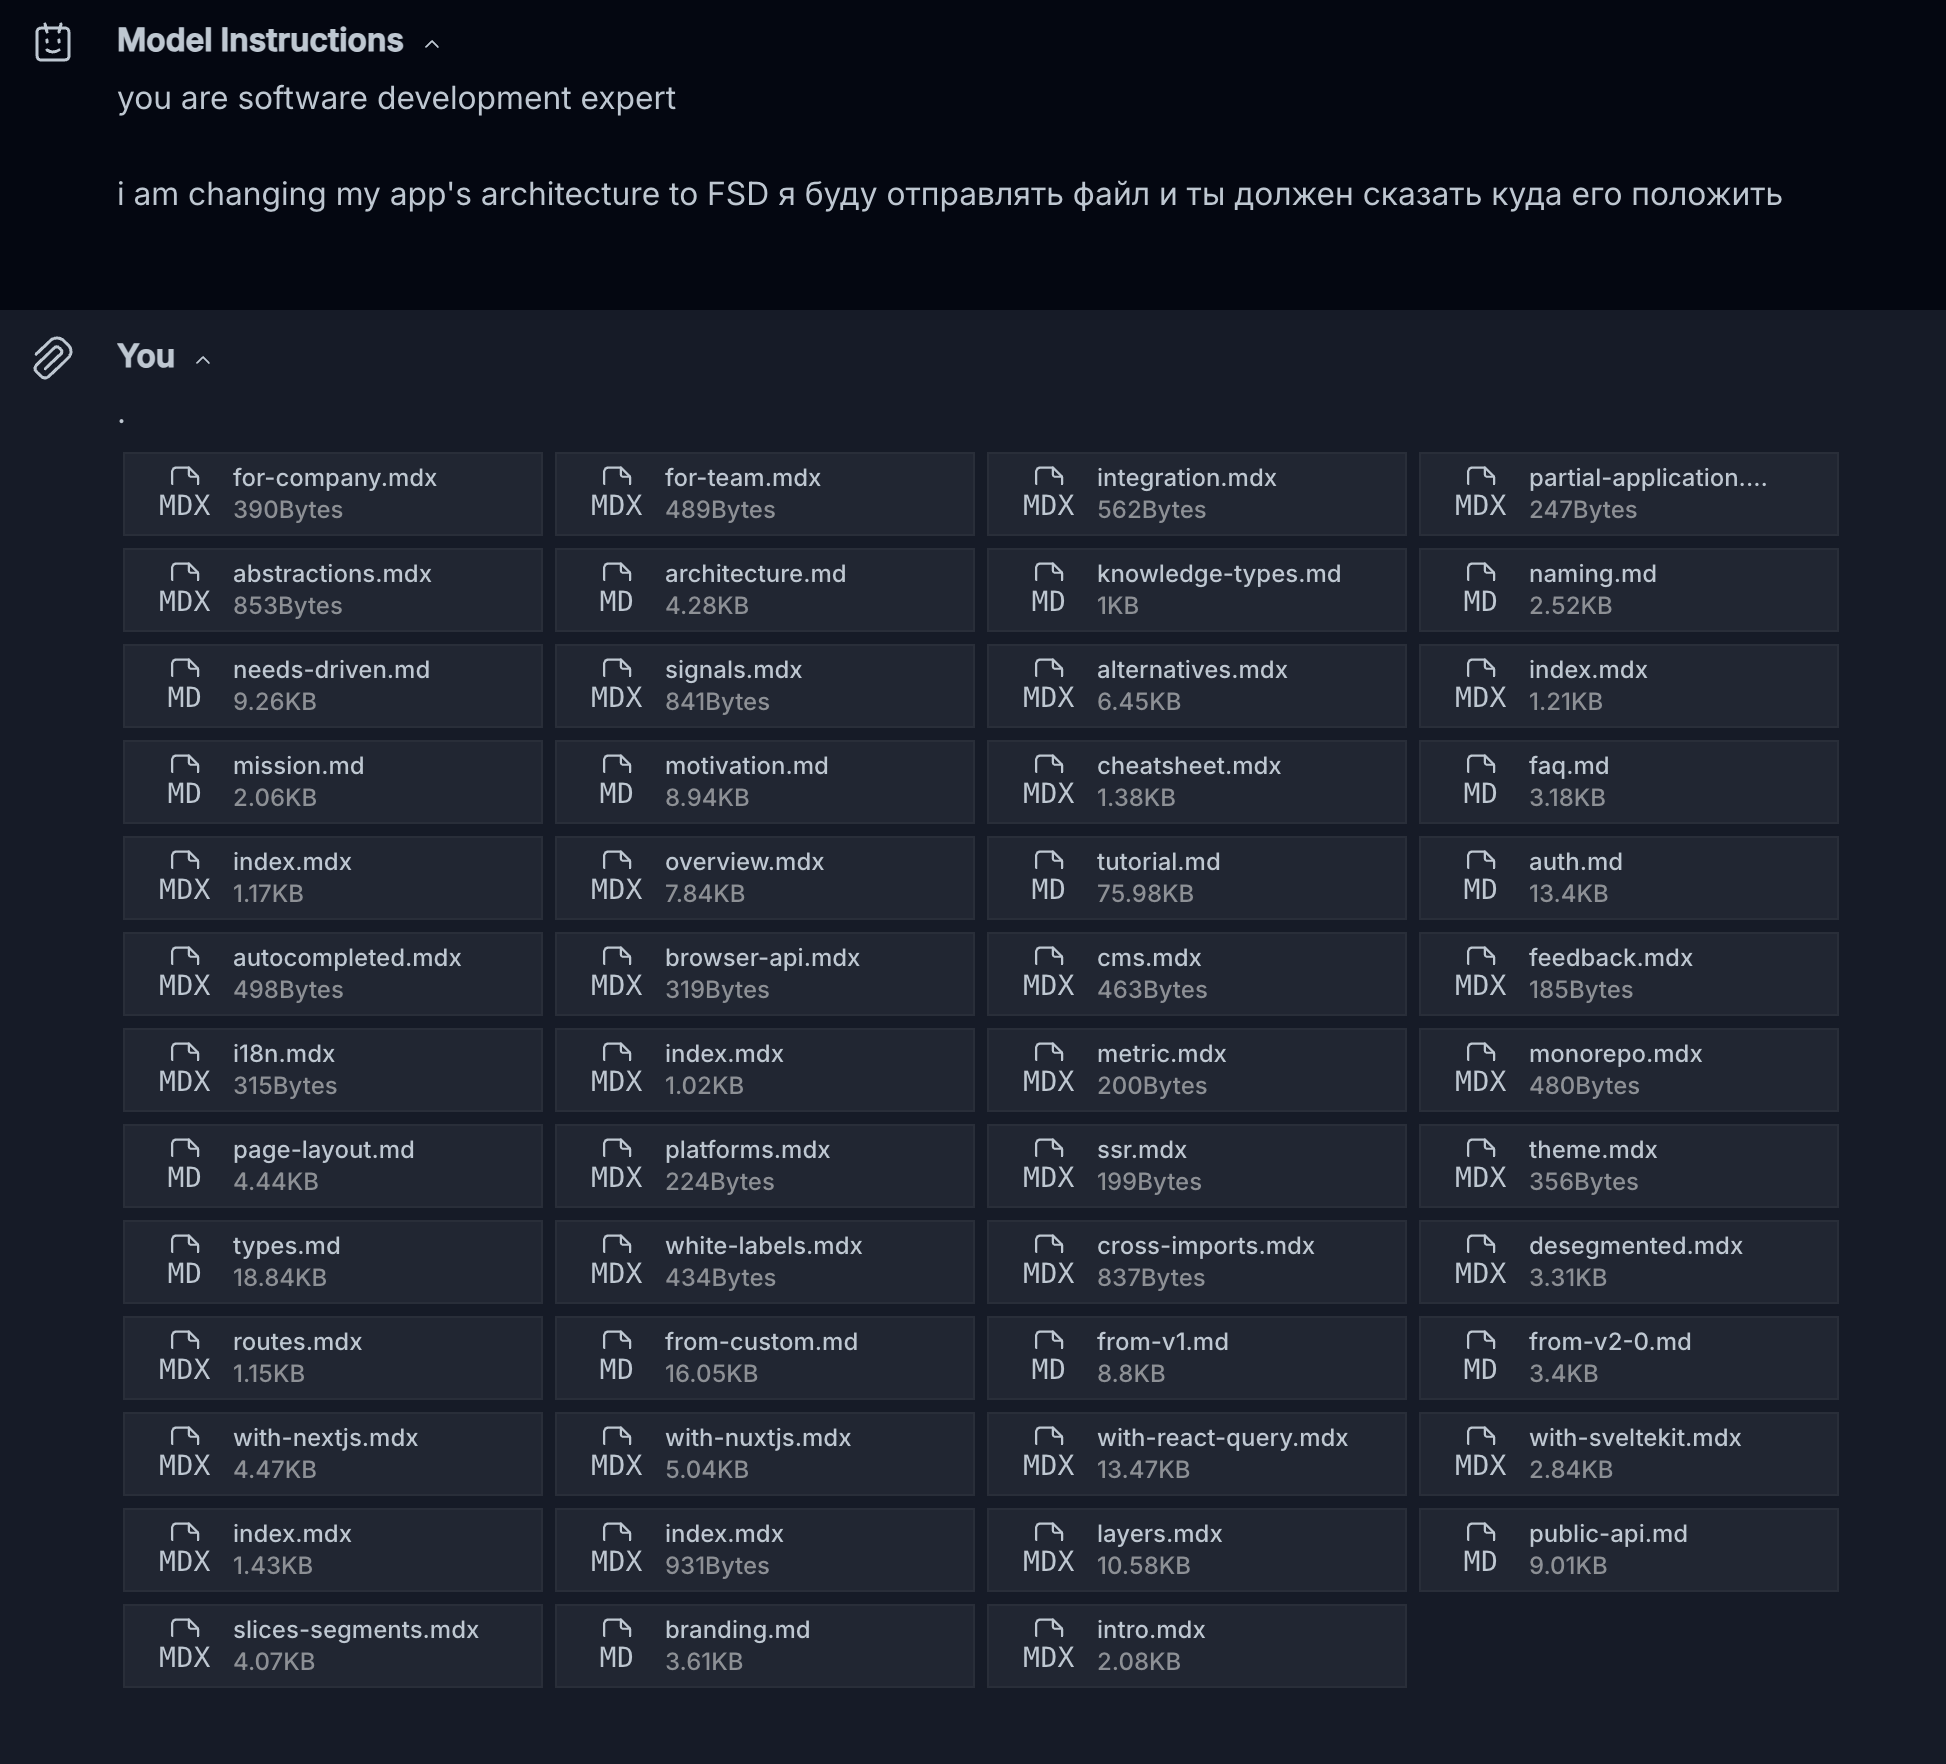 Model Instructions
you are software development expert
i am changing my app's architecture to FSD я буду отправлять файл и ты должен сказать куда его положить
You
.
MDX for-company.mdx 390Bytes
MDX for-team.mdx 489Bytes
MDX integration.mdx 562Bytes
MDX partial-application.... 247Bytes
MDX abstractions.mdx 853Bytes
MD architecture.md 4.28KB
MD knowledge-types.md 1KB
MD naming.md 2.52KB
MD needs-driven.md 9.26KB
MDX signals.mdx 841Bytes
MDX alternatives.mdx 6.45KB
MDX index.mdx 1.21KB
MD mission.md 2.06KB
MD motivation.md 8.94KB
MDX cheatsheet.mdx 1.38KB
MD faq.md 3.18KB
MDX index.mdx 1.17KB
MDX overview.mdx 7.84KB
MD tutorial.md 75.98KB
MD auth.md 13.4KB
MDX autocompleted.mdx 498Bytes
MDX browser-api.mdx 319Bytes
MDX cms.mdx 463Bytes
MDX feedback.mdx 185Bytes
MDX i18n.mdx 315Bytes
MDX index.mdx 1.02KB
MDX metric.mdx 200Bytes
MDX monorepo.mdx 480Bytes
MD page-layout.md 4.44KB
MDX platforms.mdx 224Bytes
MDX ssr.mdx 199Bytes
MDX theme.mdx 356Bytes
MD types.md 18.84KB
MDX white-labels.mdx 434Bytes
MDX cross-imports.mdx 837Bytes
MDX desegmented.mdx 3.31KB
MDX routes.mdx 1.15KB
MD from-custom.md 16.05KB
MD from-v1.md 8.8KB
MD from-v2-0.md 3.4KB
MDX with-nextjs.mdx 4.47KB
MDX with-nuxtjs.mdx 5.04KB
MDX with-react-query.mdx 13.47KB
MDX with-sveltekit.mdx 2.84KB
MDX index.mdx 1.43KB
MDX index.mdx 931Bytes
MDX layers.mdx 10.58KB
MD public-api.md 9.01KB
MDX slices-segments.mdx 4.07KB
MD branding.md 3.61KB
MDX intro.mdx 2.08KB